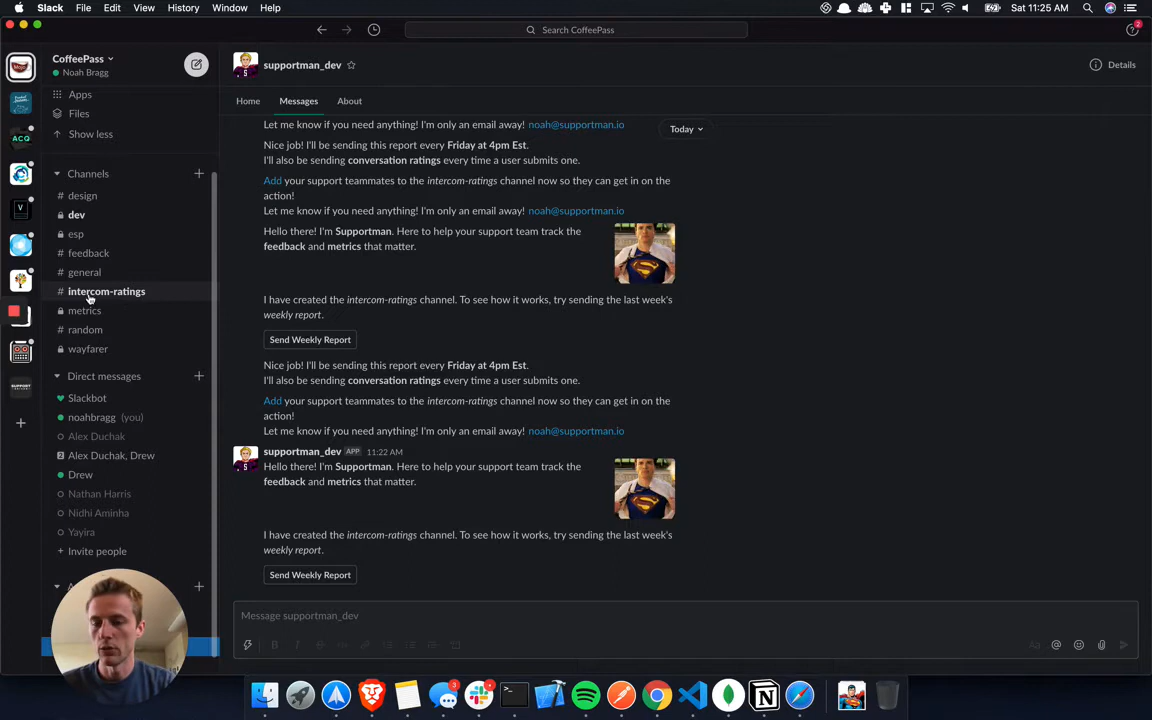 Slack File Edit View History Window Help
Sat 11:25 AM
Search CoffeePass
2
CoffeePass
Noah Bragg
Apps
Files
Show less
Channels
# design
dev
esp
# feedback
# general
# intercom-ratings
metrics
# random
wayfarer
Direct messages
Slackbot
noahbragg (you)
Alex Duchak
2 Alex Duchak, Drew
Drew
Nathan Harris
Nidhi Aminha
Yayira
+ Invite people
ACQ
V
SUPPORT
supportman_dev
Details
Home Messages About
Today
Let me know if you need anything! I'm only an email away! noah@supportman.io
Nice job! I'll be sending this report every Friday at 4pm Est.
I'll also be sending conversation ratings every time a user submits one.
Add your support teammates to the intercom-ratings channel now so they can get in on the
action!
Let me know if you need anything! I'm only an email away! noah@supportman.io
Hello there! I'm Supportman. Here to help your support team track the
feedback and metrics that matter.
I have created the intercom-ratings channel. To see how it works, try sending the last week's
weekly report.
Send Weekly Report
Nice job! I'll be sending this report every Friday at 4pm Est.
I'll also be sending conversation ratings every time a user submits one.
Add your support teammates to the intercom-ratings channel now so they can get in on the
action!
Let me know if you need anything! I'm only an email away! noah@supportman.io
supportman_dev APP 11:22 AM
Hello there! I'm Supportman. Here to help your support team track the
feedback and metrics that matter.
I have created the intercom-ratings channel. To see how it works, try sending the last week's
weekly report.
Send Weekly Report
Message supportman_dev
Aa
3